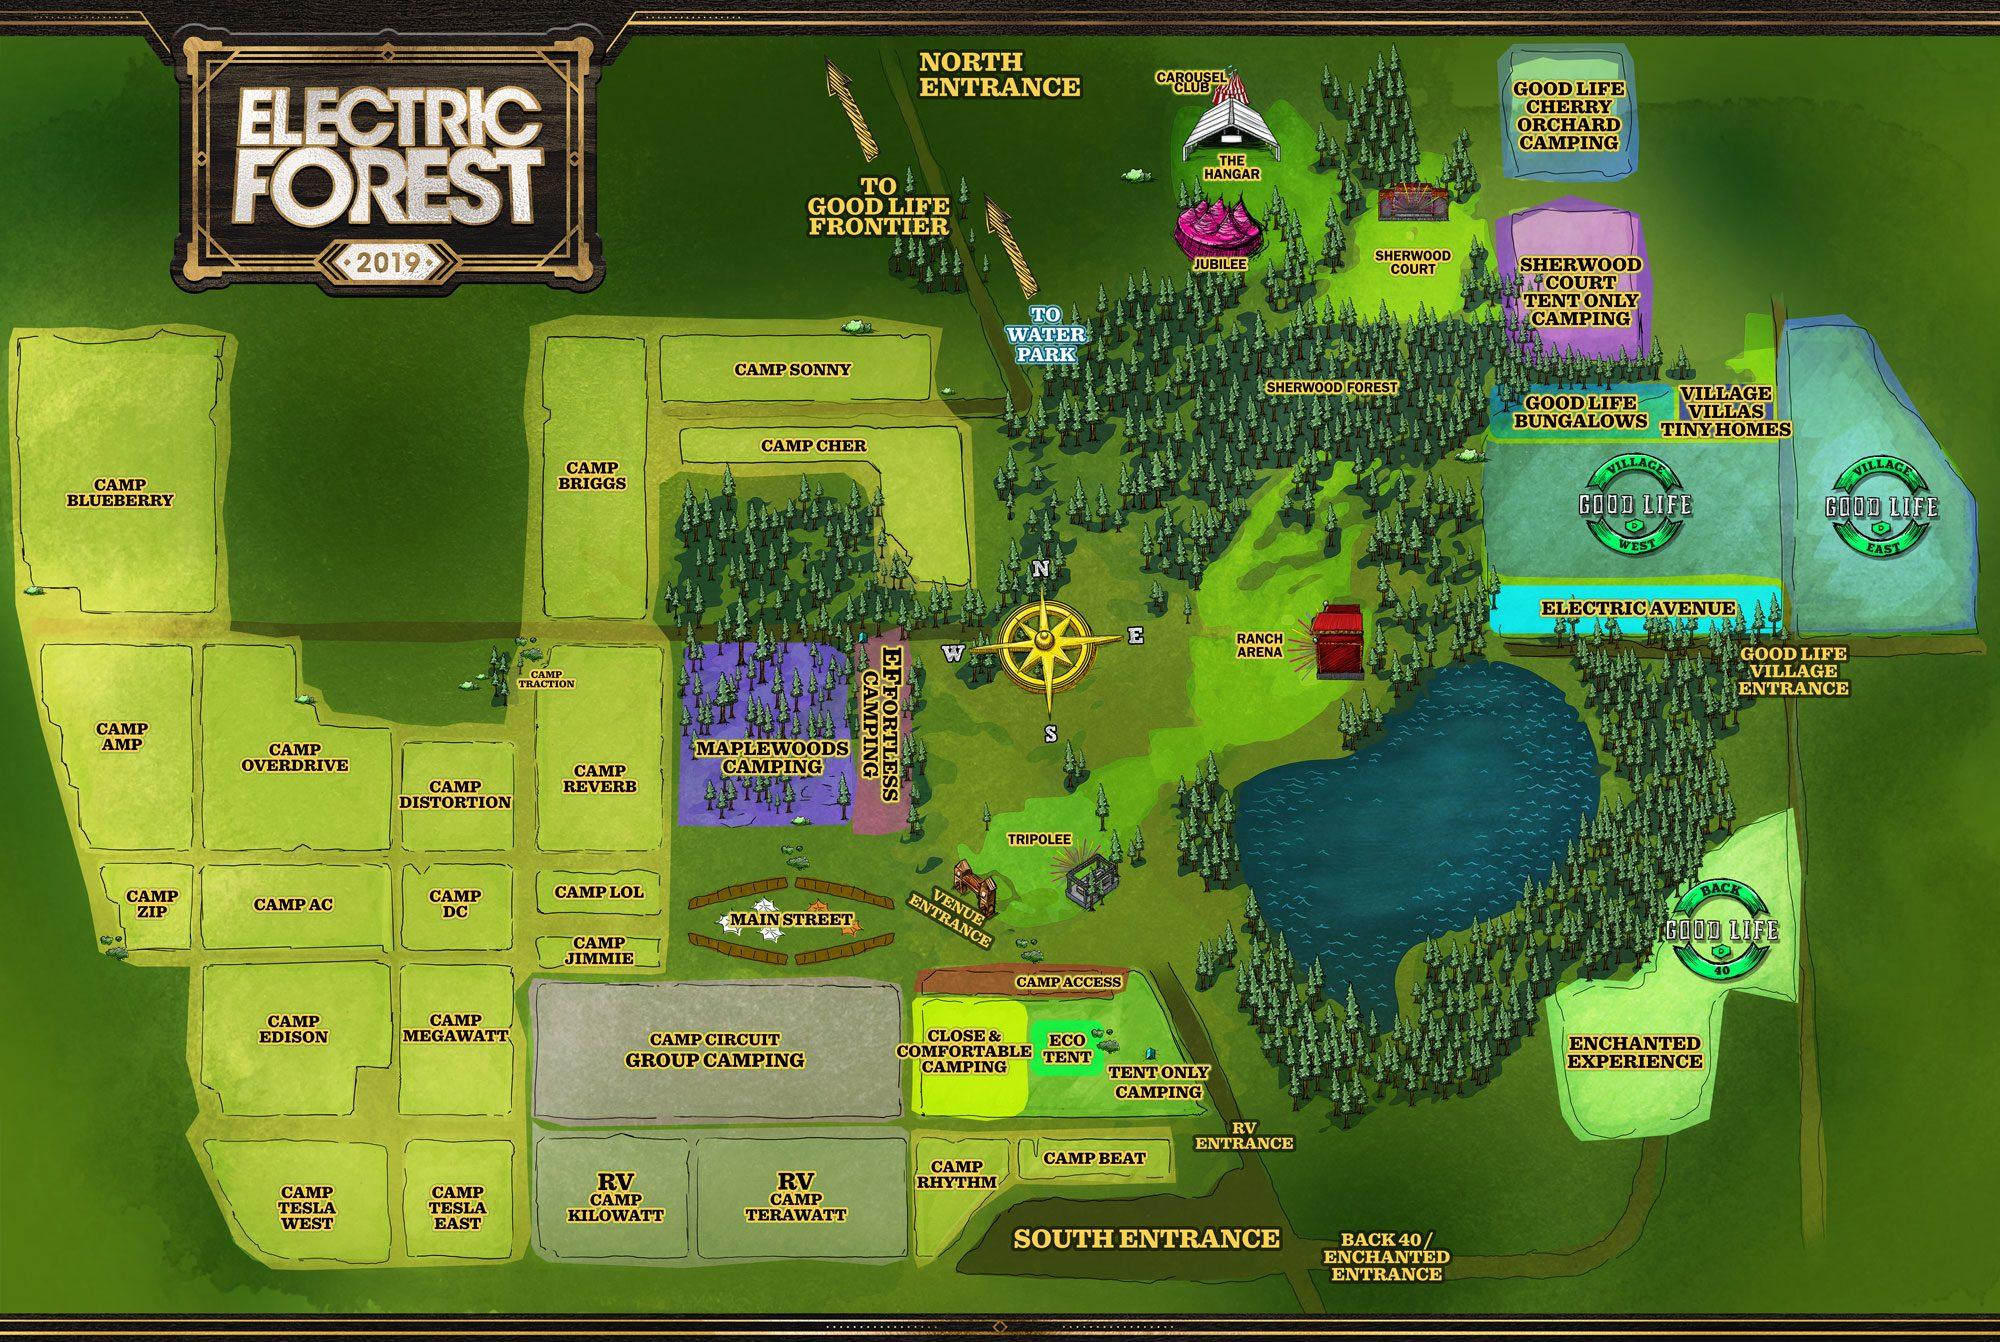 ELECTRIC
FOREST
2019
NORTH
ENTRANCE
TO
GOOD LIFE
FRONTIER
TO
WATER
PARK
CAROUSEL
CLUB
THE
HANGAR
JUBILEE
SHERWOOD
COURT
GOOD LIFE
CHERRY
ORCHARD
CAMPING
SHERWOOD
COURT
TENT ONLY
CAMPING
SHERWOOD FOREST
GOOD LIFE
BUNGALOWS
VILLAGE
VILLAS
TINY HOMES
VILLAGE
GOOD LIFE
WEST
VILLAGE
GOOD LIFE
EAST
ELECTRIC AVENUE
GOOD LIFE
VILLAGE
ENTRANCE
CAMP SONNY
CAMP CHER
CAMP
BRIGGS
CAMP
BLUEBERRY
N
W
E
S
RANCH
ARENA
CAMP
TRACTION
CAMP
AMP
CAMP
OVERDRIVE
CAMP
DISTORTION
CAMP
REVERB
MAPLEWOODS
CAMPING
EFFORTLESS
CAMPING
TRIPOLEE
VENUE
ENTRANCE
CAMP
ZIP
CAMP AC
CAMP
DC
CAMP LOL
CAMP
JIMMIE
MAIN STREET
BACK
GOOD LIFE
40
CAMP
EDISON
CAMP
MEGAWATT
CAMP CIRCUIT
GROUP CAMPING
CAMP ACCESS
CLOSE &
COMFORTABLE
CAMPING
ECO
TENT
TENT ONLY
CAMPING
ENCHANTED
EXPERIENCE
RV
ENTRANCE
CAMP
TESLA
WEST
CAMP
TESLA
EAST
RV
CAMP
KILOWATT
RV
CAMP
TERAWATT
CAMP
RHYTHM
CAMP BEAT
SOUTH ENTRANCE
BACK 40 /
ENCHANTED
ENTRANCE